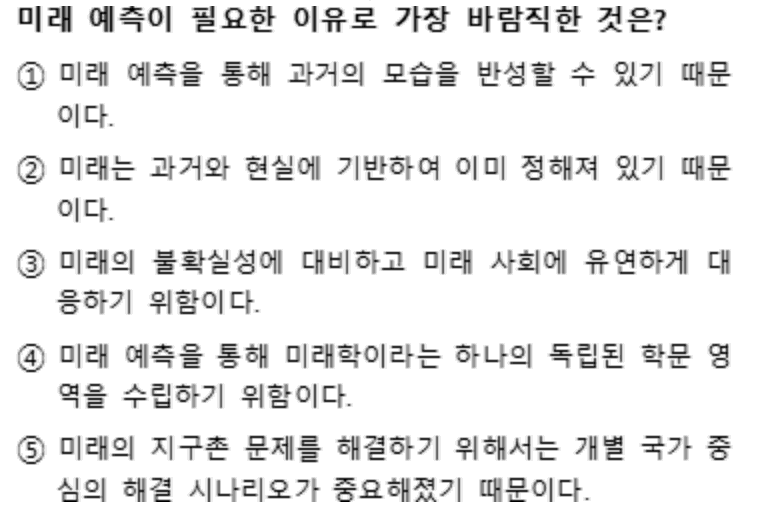 미래 예측이 필요한 이유로 가장 바람직한 것은?
① 미래 예측을 통해 과거의 모습을 반성할 수 있기 때문
이다.
② 미래는 과거와 현실에 기반하여 이미 정해져 있기 때문
이다.
③ 미래의 불확실성에 대비하고 미래 사회에 유연하게 대
응하기 위함이다.
④ 미래 예측을 통해 미래학이라는 하나의 독립된 학문 영
역을 수립하기 위함이다.
⑤ 미래의 지구촌 문제를 해결하기 위해서는 개별 국가 중
심의 해결 시나리오가 중요해졌기 때문이다.